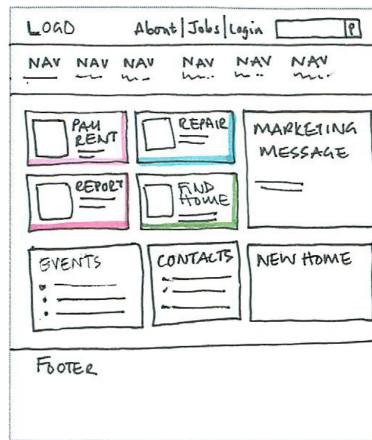 LOGO About | Jobs | Login
NAV NAV NAV NAV NAV NAV
PAY
RENT
REPAIR
MARKETING
MESSAGE
REPORT
FIND
HOME
EVENTS
CONTACTS
NEW HOME
FOOTER